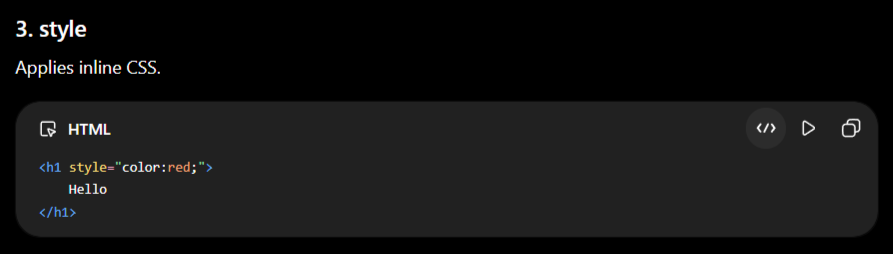 3. style
Applies inline CSS.
HTML
<h1 style="color:red;">
    Hello
</h1>